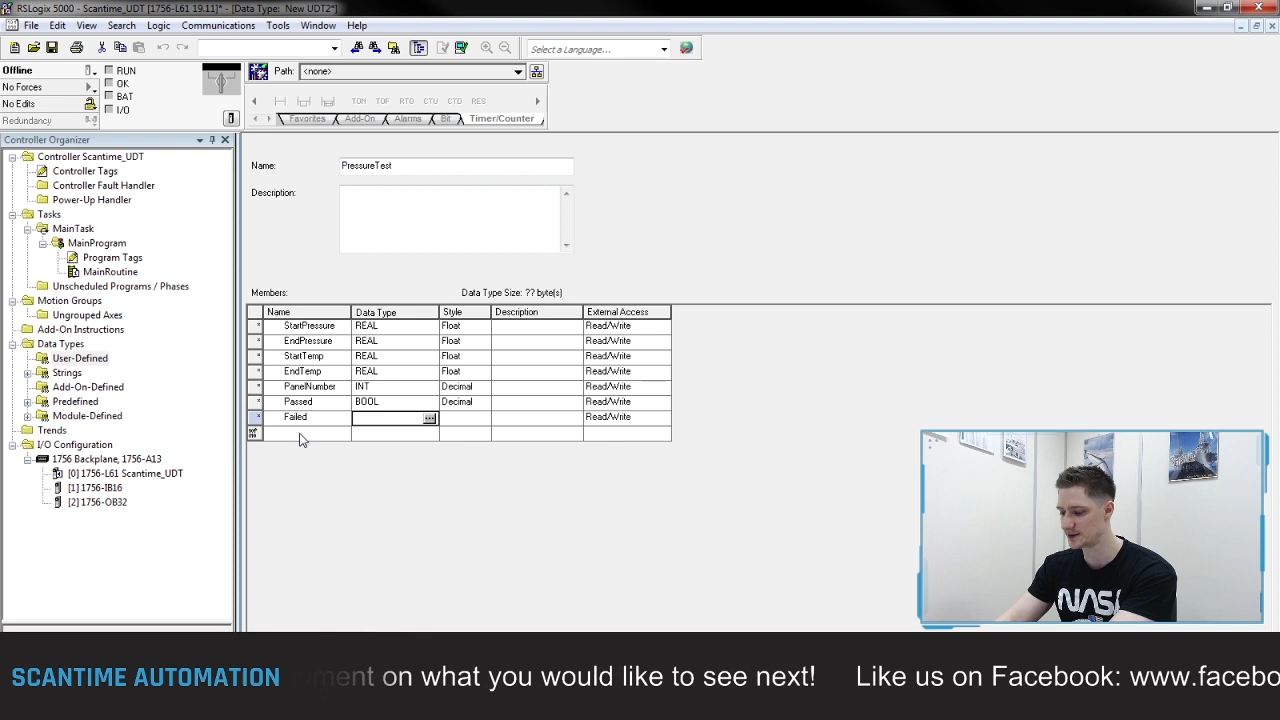 RSLogix 5000 - Scantime_UDT [1756-L61 19.11]* - [Data Type: New UDT2*]
File Edit View Search Logic Communications Tools Window Help
Select a Language...
Offline RUN
No Forces OK
No Edits BAT
Redundancy I/O
Path: <none>
TON TOF RTO CTU CTD RES
Favorites Add-On Alarms Bit Timer/Counter
Controller Organizer
Controller Scantime_UDT
Controller Tags
Controller Fault Handler
Power-Up Handler
Tasks
MainTask
MainProgram
Program Tags
MainRoutine
Unscheduled Programs / Phases
Motion Groups
Ungrouped Axes
Add-On Instructions
Data Types
User-Defined
Strings
Add-On-Defined
Predefined
Module-Defined
Trends
I/O Configuration
1756 Backplane, 1756-A13
[0] 1756-L61 Scantime_UDT
[1] 1756-IB16
[2] 1756-OB32
Name: PressureTest
Description:
Members: Data Type Size: ?? byte(s)
Name Data Type Style Description External Access
StartPressure REAL Float Read/Write
EndPressure REAL Float Read/Write
StartTemp REAL Float Read/Write
EndTemp REAL Float Read/Write
PanelNumber INT Decimal Read/Write
Passed BOOL Decimal Read/Write
Failed Read/Write
NASA
SCANTIME AUTOMATION
on what you would like to see next! Like us on Facebook: www.facebo